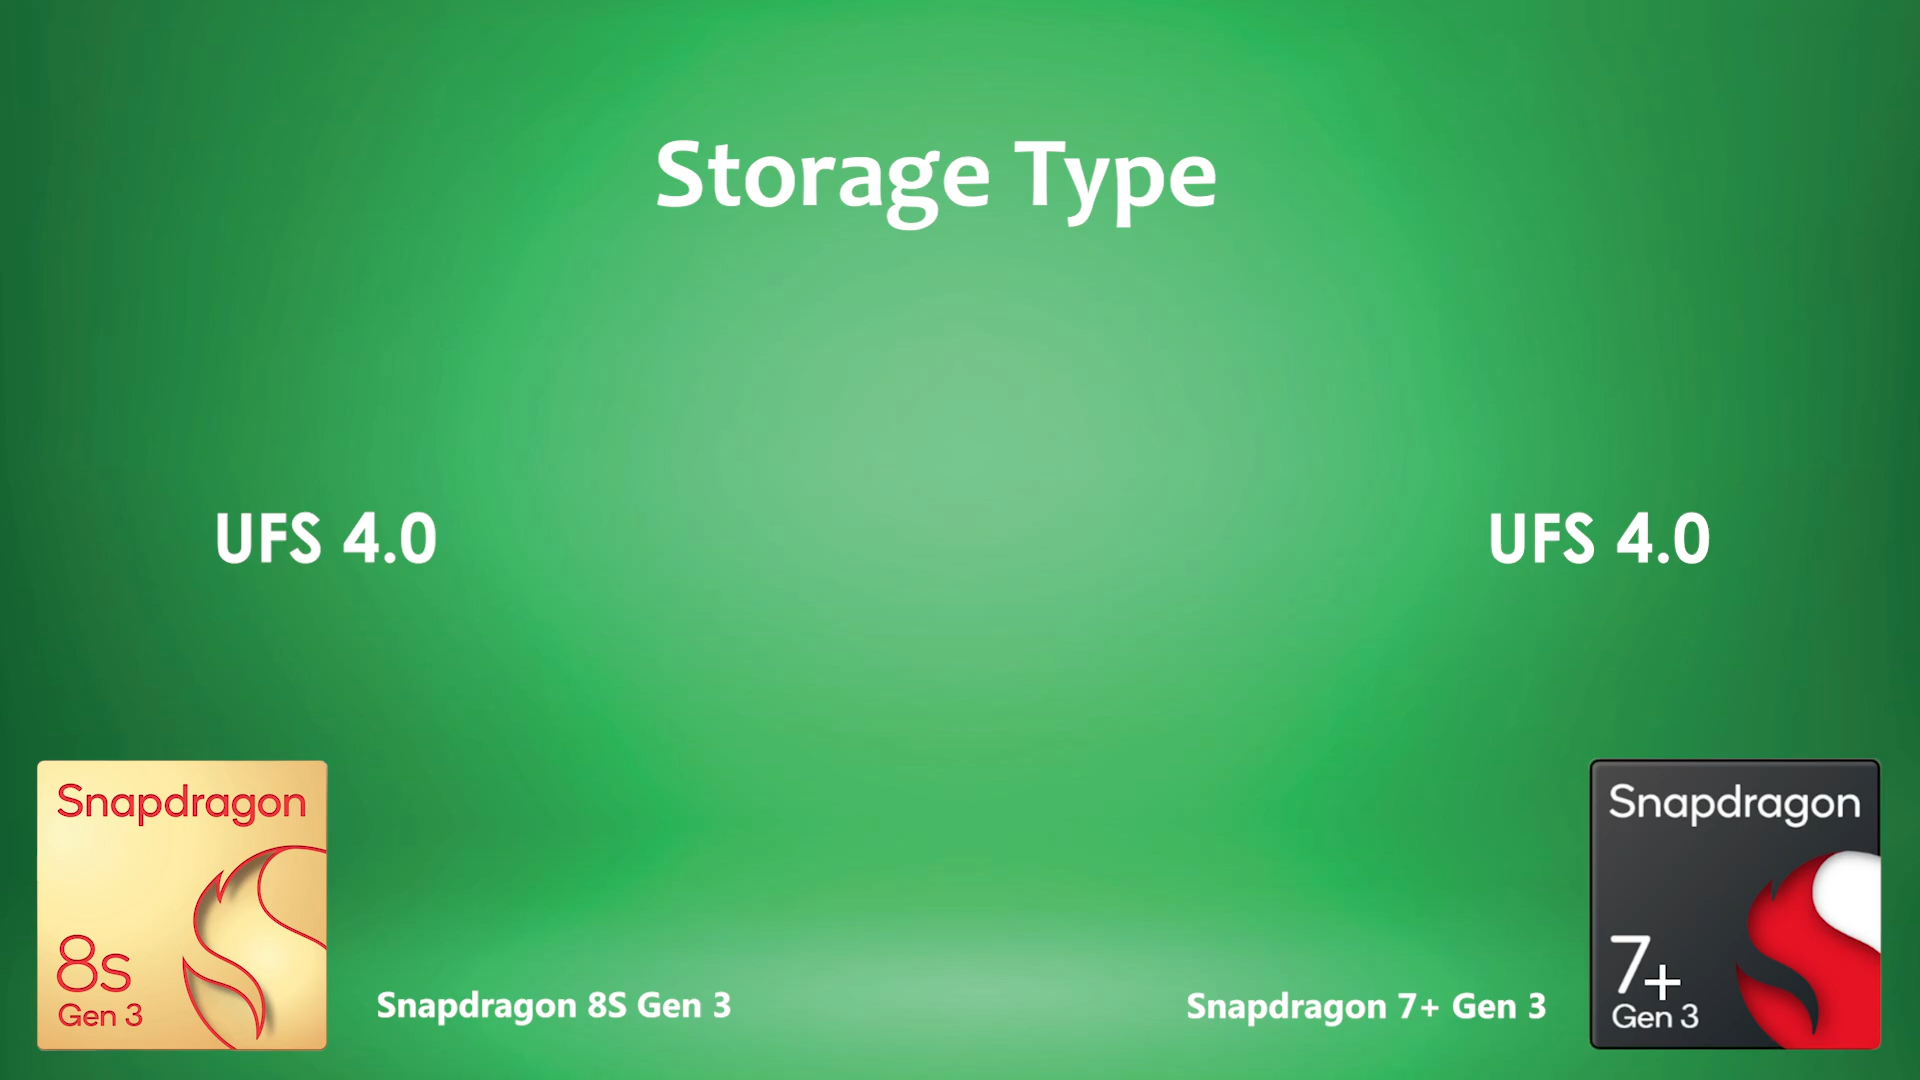 Storage Type
UFS 4.0
UFS 4.0
Snapdragon
8s
Gen 3
Snapdragon 8S Gen 3
Snapdragon 7+ Gen 3
Snapdragon
7+
Gen 3